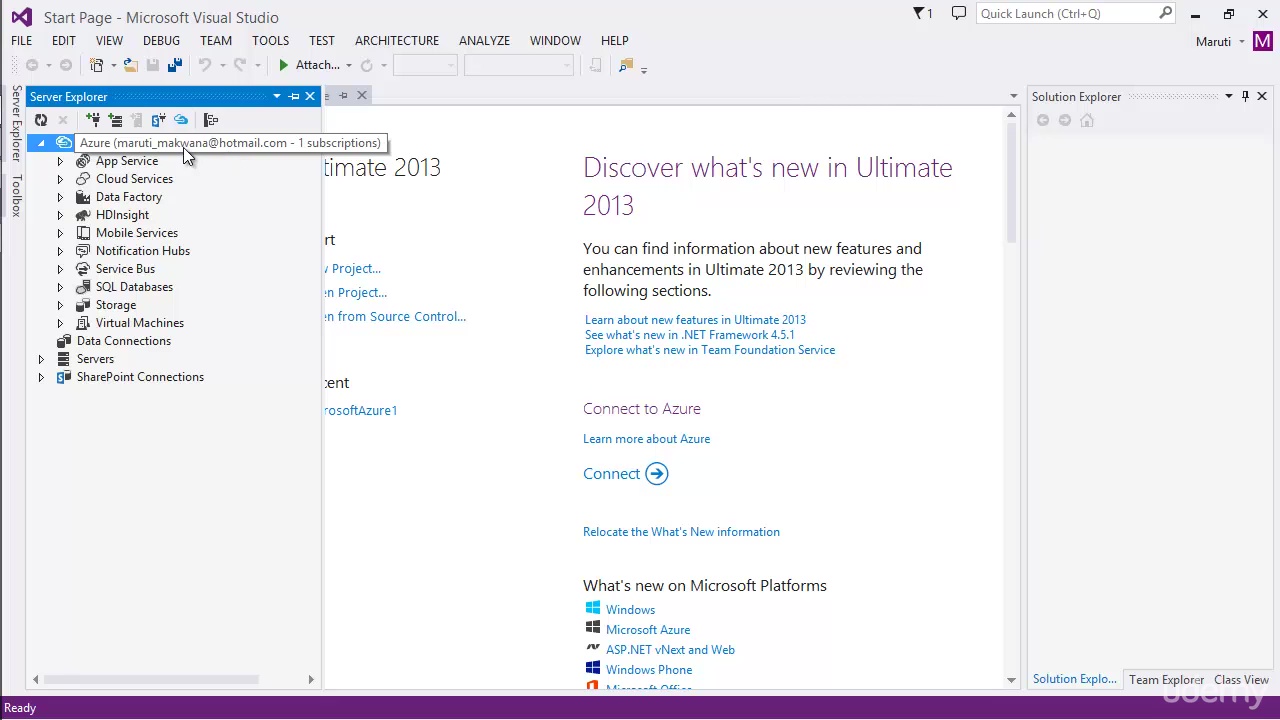 Start Page - Microsoft Visual Studio
1
Quick Launch (Ctrl+Q)
FILE EDIT VIEW DEBUG TEAM TOOLS TEST ARCHITECTURE ANALYZE WINDOW HELP
Maruti M
Attach...
Server Explorer
Toolbox
Server Explorer
Azure (maruti_makwana@hotmail.com - 1 subscriptions)
App Service
Cloud Services
Data Factory
HDInsight
Mobile Services
Notification Hubs
Service Bus
SQL Databases
Storage
Virtual Machines
Data Connections
Servers
SharePoint Connections
timate 2013
rt
Project...
en Project...
en from Source Control...
cent
rosoftAzure1
Discover what's new in Ultimate
2013
You can find information about new features and
enhancements in Ultimate 2013 by reviewing the
following sections.
Learn about new features in Ultimate 2013
See what's new in .NET Framework 4.5.1
Explore what's new in Team Foundation Service
Connect to Azure
Learn more about Azure
Connect
Relocate the What's New information
What's new on Microsoft Platforms
Windows
Microsoft Azure
ASP.NET vNext and Web
Windows Phone
Microsoft Office
Solution Explorer
Solution Explo... Team Explorer Class View
udemy
Ready